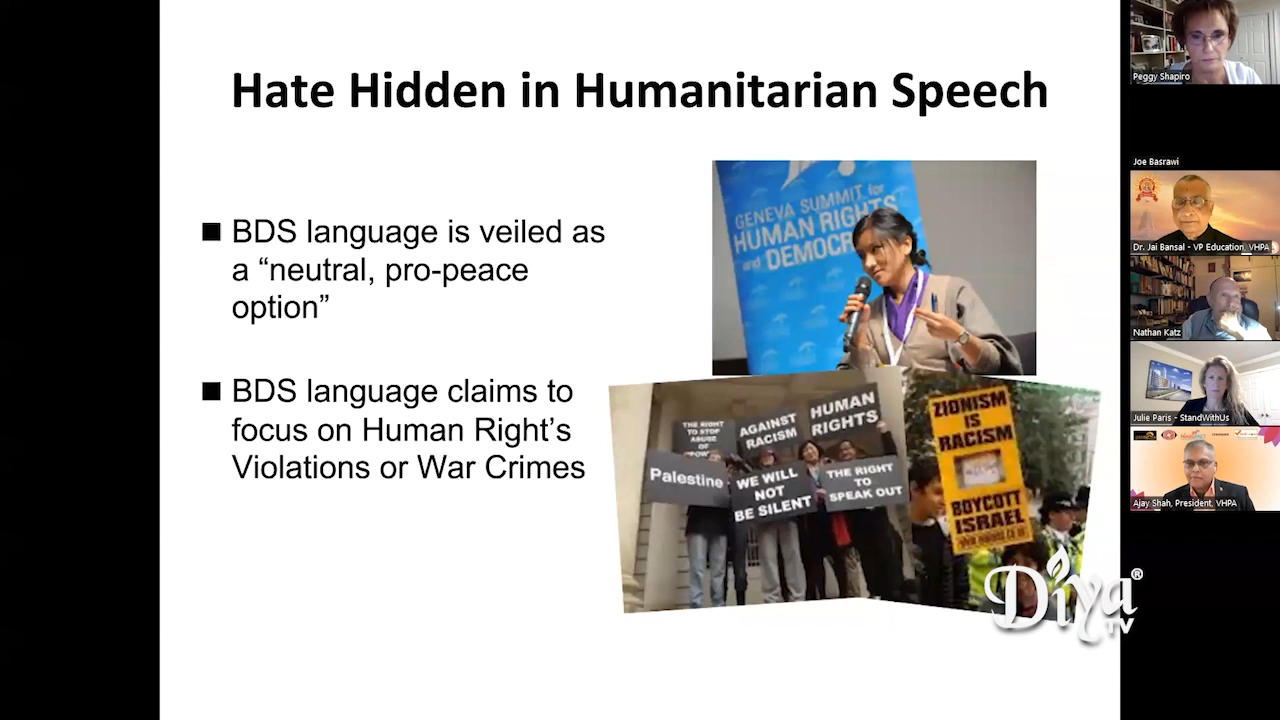 Hate Hidden in Humanitarian Speech
■ BDS language is veiled as
a “neutral, pro-peace
option”
■ BDS language claims to
focus on Human Right’s
Violations or War Crimes
GENEVA SUMMIT for
HUMAN RIGHTS
and DEMOCR
THE RIGHT
TO STOP
ABUSE
OF
Palestine
AGAINST
RACISM
WE WILL
NOT
BE SILENT
HUMAN
RIGHTS
THE RIGHT
TO
SPEAK OUT
ZIONISM
IS
RACISM
BOYCOTT
ISRAEL
Diya®
TV
Peggy Shapiro
Joe Basrawi
Dr. Jai Bansal - VP Education, VHPA
Nathan Katz
Julie Paris - StandWithUs
Ajay Shah, President, VHPA